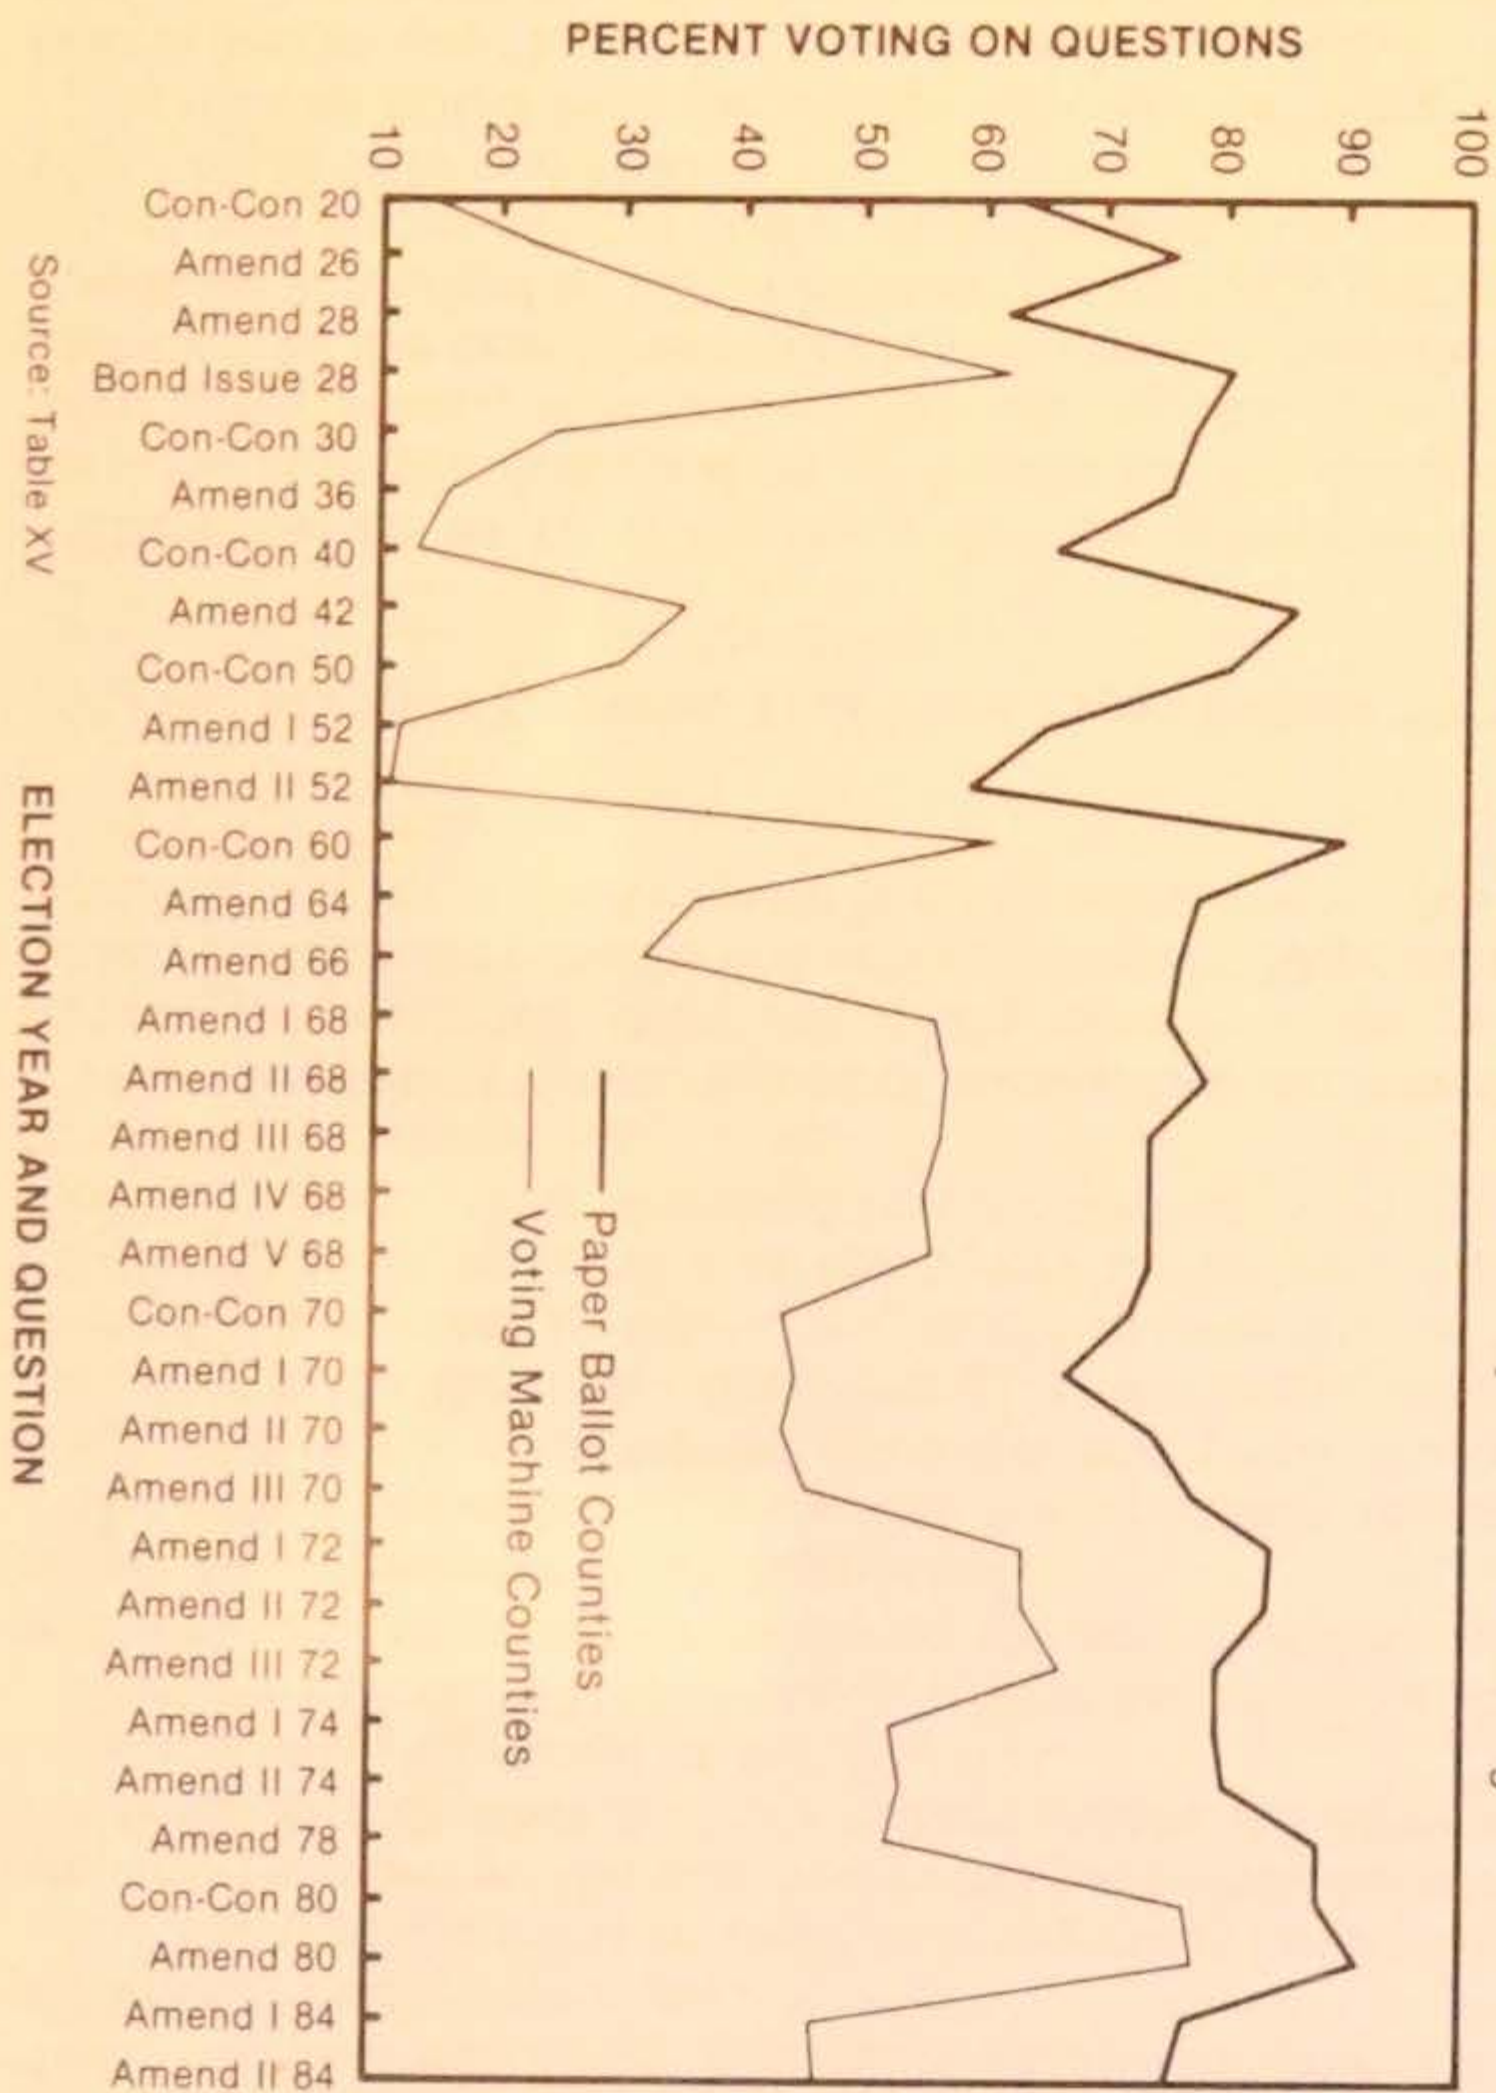 PERCENT VOTING ON QUESTIONS
100
90
80
70
60
50
40
30
20
10
Con-Con 20
Amend 26
Amend 28
Bond Issue 28
Con-Con 30
Amend 36
Con-Con 40
Amend 42
Con-Con 50
Amend I 52
Amend II 52
Con-Con 60
Amend 64
Amend 66
Amend I 68
Amend II 68
Amend III 68
Amend IV 68
Amend V 68
Con-Con 70
Amend I 70
Amend II 70
Amend III 70
Amend I 72
Amend II 72
Amend III 72
Amend I 74
Amend II 74
Amend 78
Con-Con 80
Amend 80
Amend I 84
Amend II 84
Paper Ballot Counties
Voting Machine Counties
ELECTION YEAR AND QUESTION
Source: Table XV